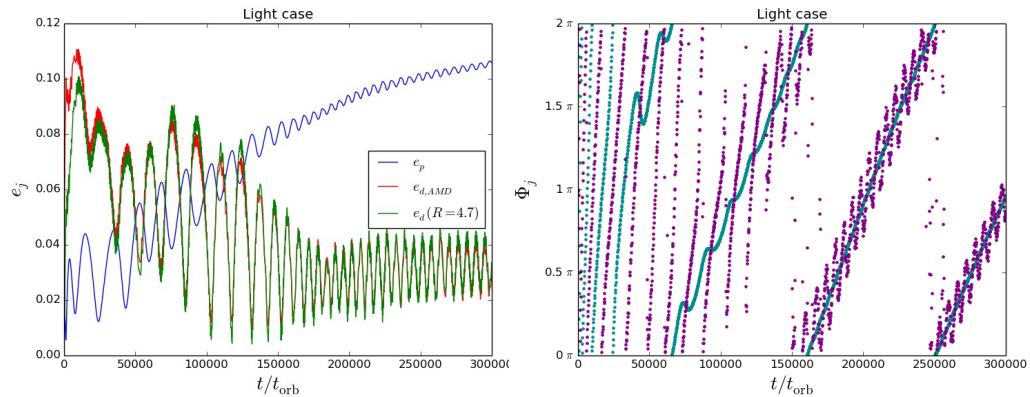 Light case
0.12
0.10
0.08
0.06
0.04
0.02
0.00
e_j
e_p
e_{d,AMD}
e_d(R=4.7)
0 50000 100000 150000 200000 250000 300000
t/t_orb
Light case
2 π
1.5 π
1 π
0.5 π
0 π
Φ_j
0 50000 100000 150000 200000 250000 300000
t/t_orb